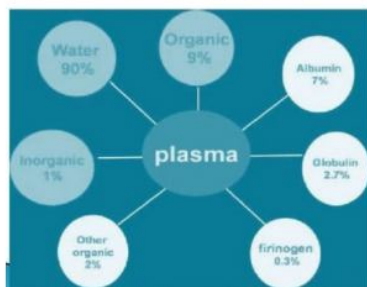 Water
90%
Organic
9%
Albumin
7%
plasma
Inorganic
1%
Globulin
2.7%
Other
organic
2%
firinogen
0.3%